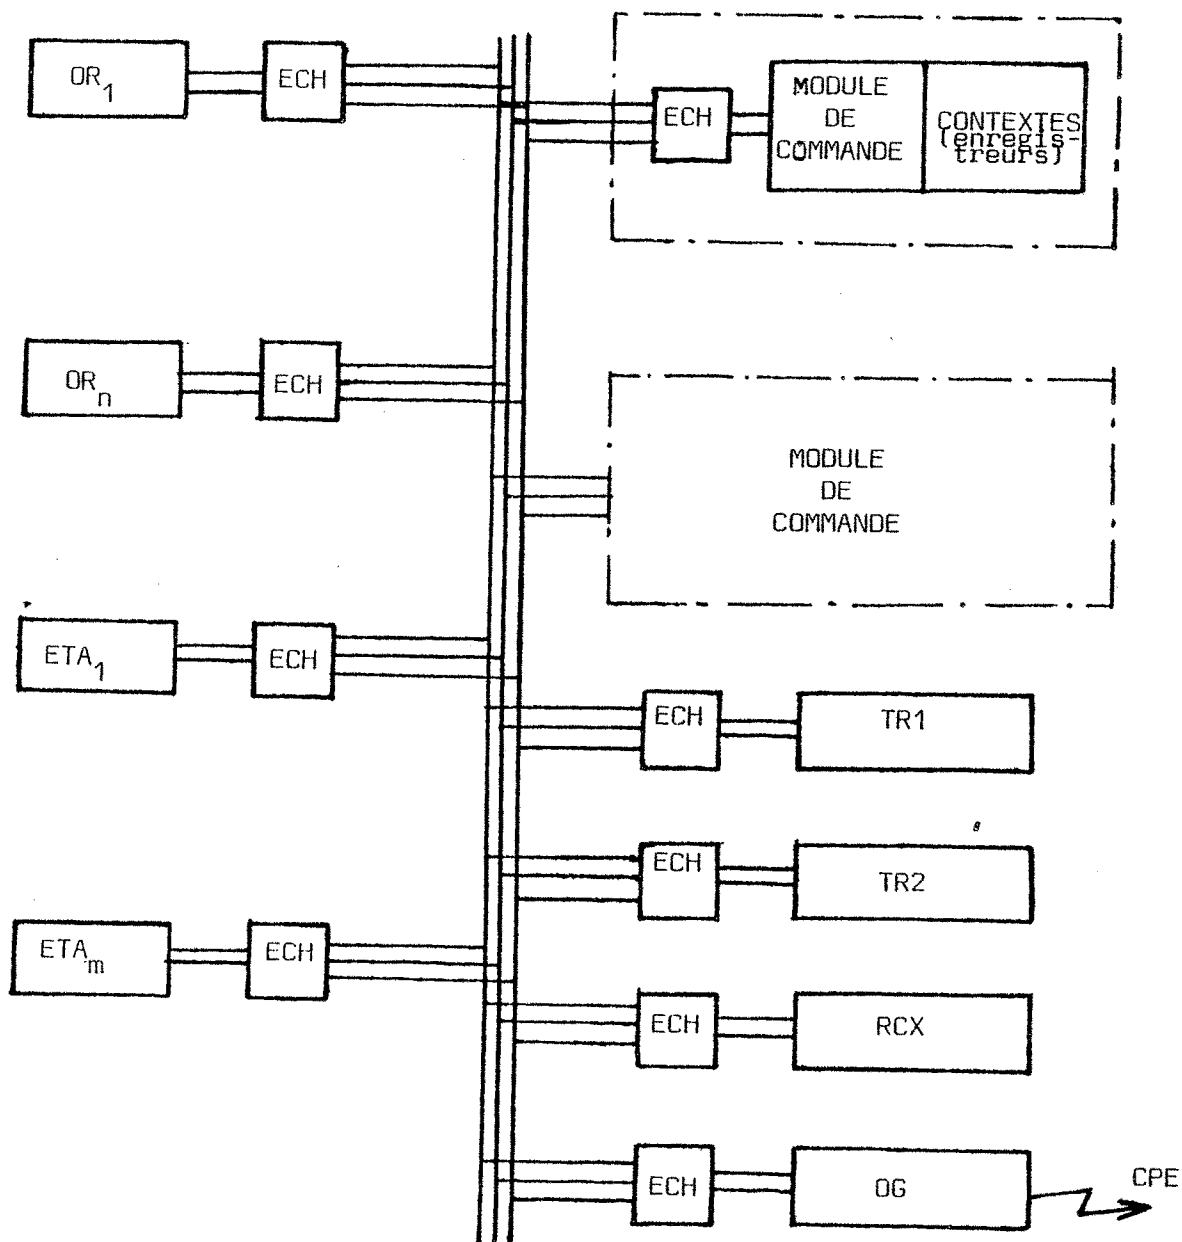 OR1
ECH
ECH
MODULE
DE
COMMANDE
CONTEXTES
(enregis-
treurs)
ORn
ECH
MODULE
DE
COMMANDE
ETA1
ECH
ECH
TR1
ECH
TR2
ETAm
ECH
ECH
RCX
ECH
OG
CPE